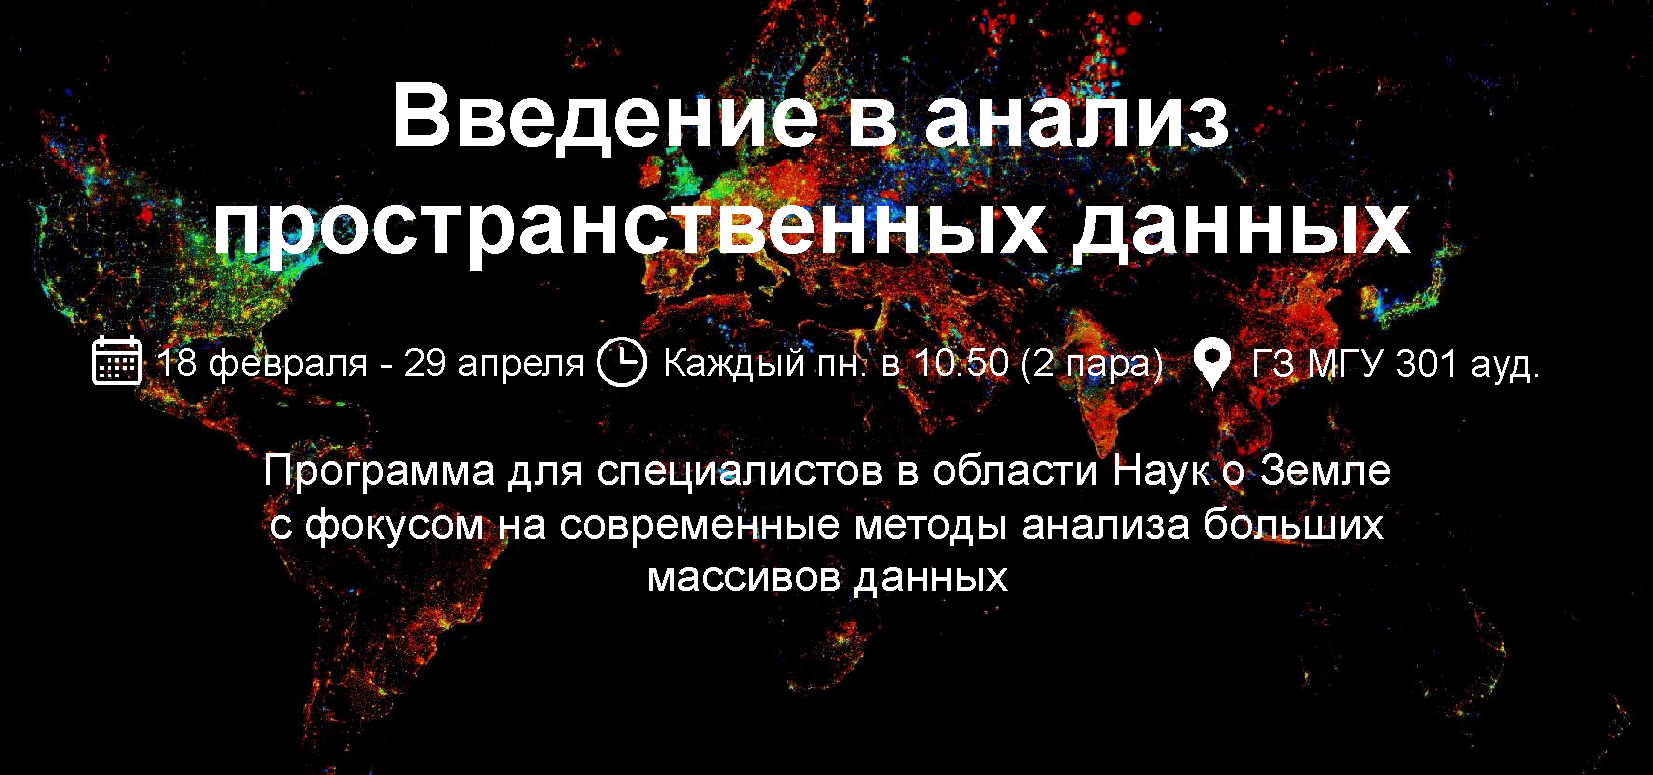 Введение в анализ
пространственных данных
18 февраля - 29 апреля Каждый пн. в 10.50 (2 пара) ГЗ МГУ 301 ауд.
Программа для специалистов в области Наук о Земле
с фокусом на современные методы анализа больших
массивов данных